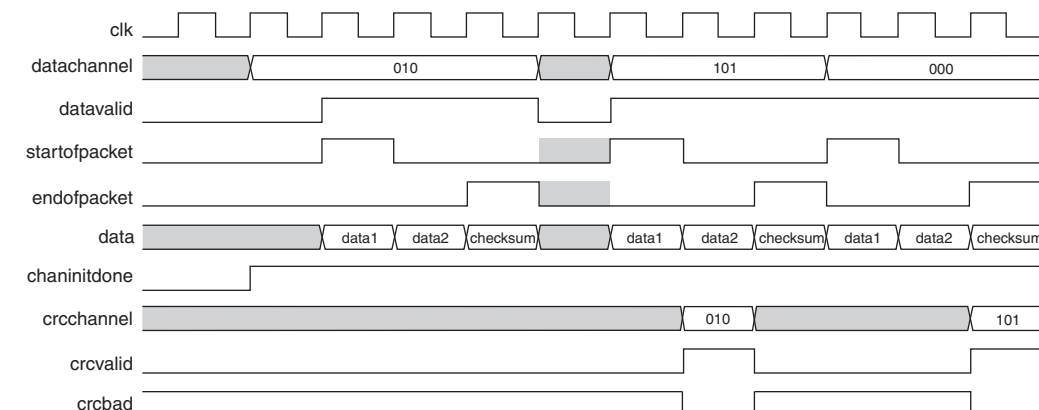 clk
datachannel 010 101 000
datavalid
startofpacket
endofpacket
data data1 data2 checksum data1 data2 checksum data1 data2 checksum
chaninitdone
crcchannel 010 101
crcvalid
crcbad